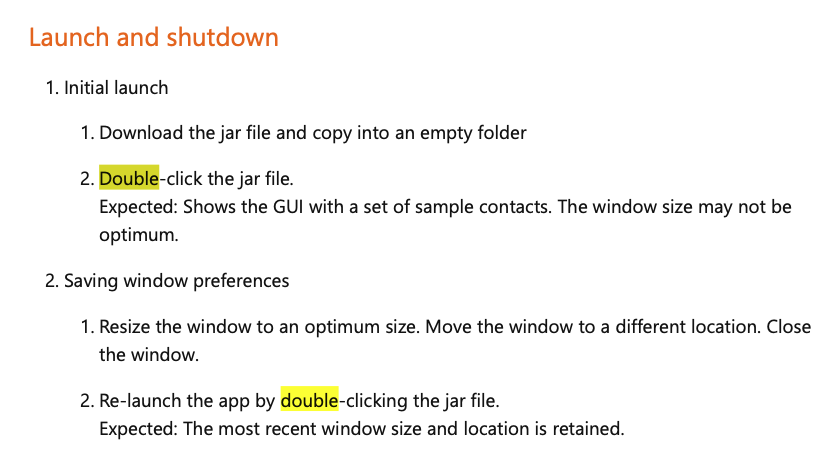 Launch and shutdown
1. Initial launch
1. Download the jar file and copy into an empty folder
2. Double-click the jar file.
Expected: Shows the GUI with a set of sample contacts. The window size may not be
optimum.
2. Saving window preferences
1. Resize the window to an optimum size. Move the window to a different location. Close
the window.
2. Re-launch the app by double-clicking the jar file.
Expected: The most recent window size and location is retained.